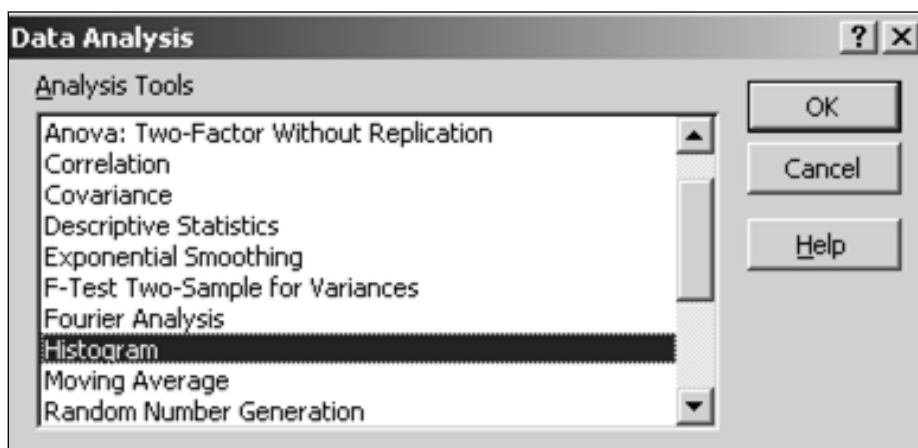 Data Analysis
Analysis Tools
Anova: Two-Factor Without Replication
Correlation
Covariance
Descriptive Statistics
Exponential Smoothing
F-Test Two-Sample for Variances
Fourier Analysis
Histogram
Moving Average
Random Number Generation
OK
Cancel
Help